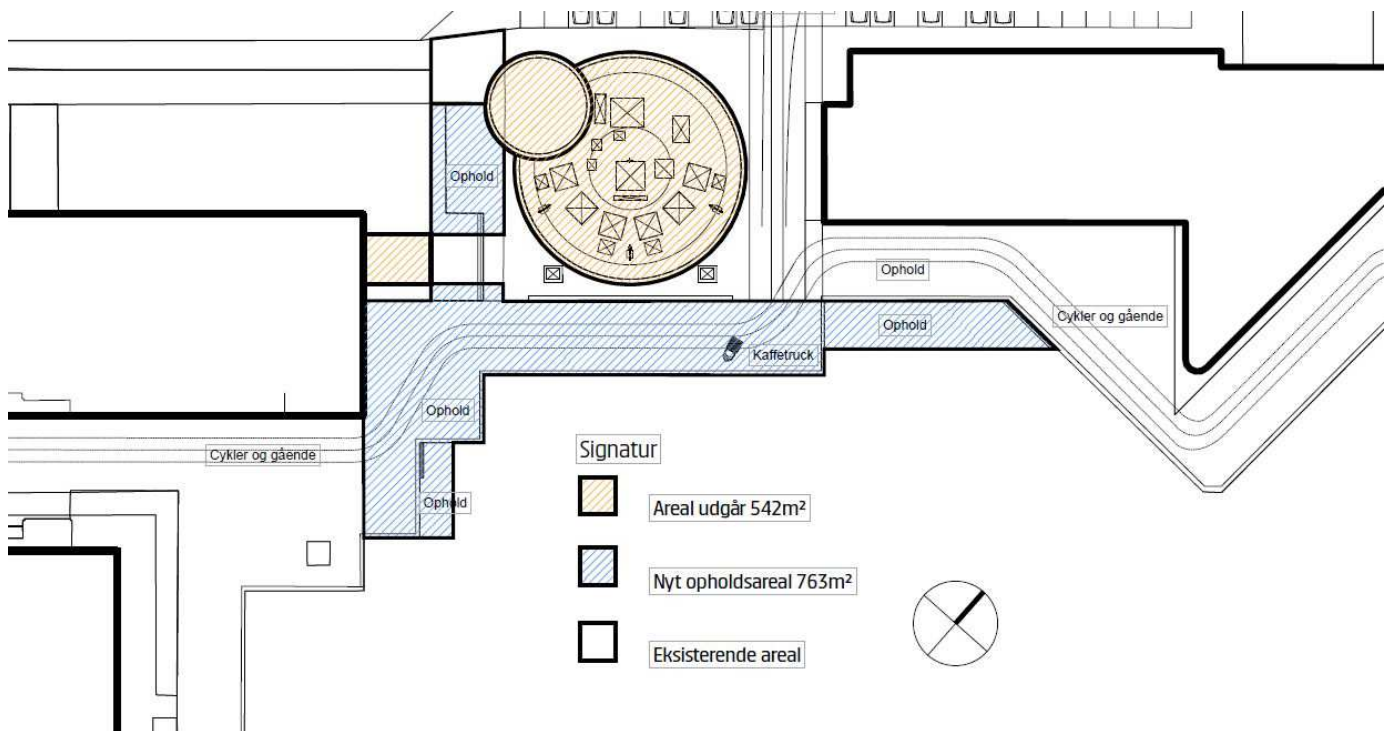 Ophold
Ophold
Ophold
Cykler og gående
Kaffetruck
Ophold
Cykler og gående
Ophold
Signatur
Areal udgår 542m²
Nyt opholdsareal 763m²
Eksisterende areal